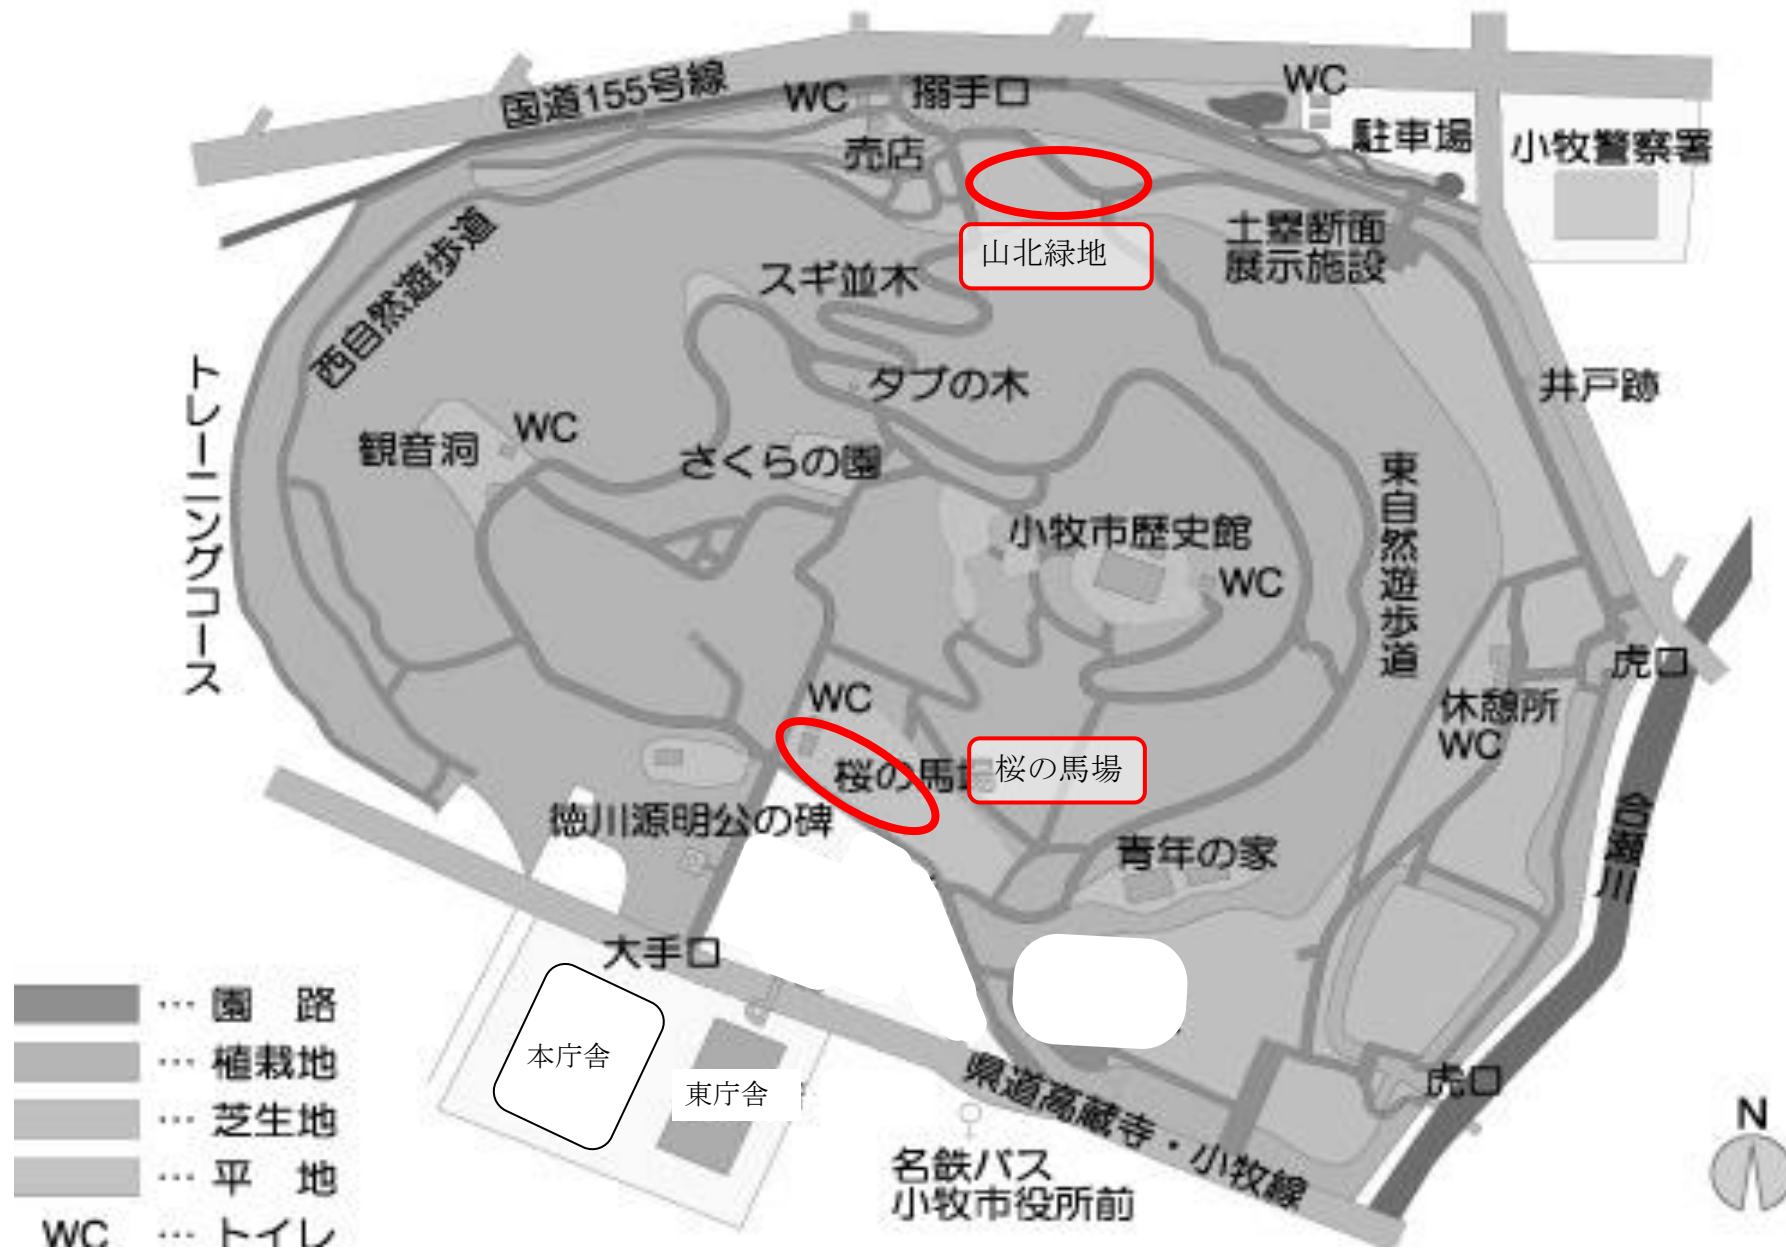 国道155号線
WC
搦手口
WC
駐車場
小牧警察署
売店
土塁断面
展示施設
山北緑地
スギ並木
西自然遊歩道
トレーニングコース
タブの木
井戸跡
観音洞
WC
さくらの園
東自然遊歩道
小牧市歴史館
WC
虎口
休憩所
WC
WC
桜の馬場
桜の馬場
徳川源明公の碑
青年の家
合瀬川
大手口
本庁舎
東庁舎
県道高蔵寺・小牧線
虎口
名鉄バス
小牧市役所前
N
… 園 路
… 植栽地
… 芝生地
… 平 地
WC … トイレ